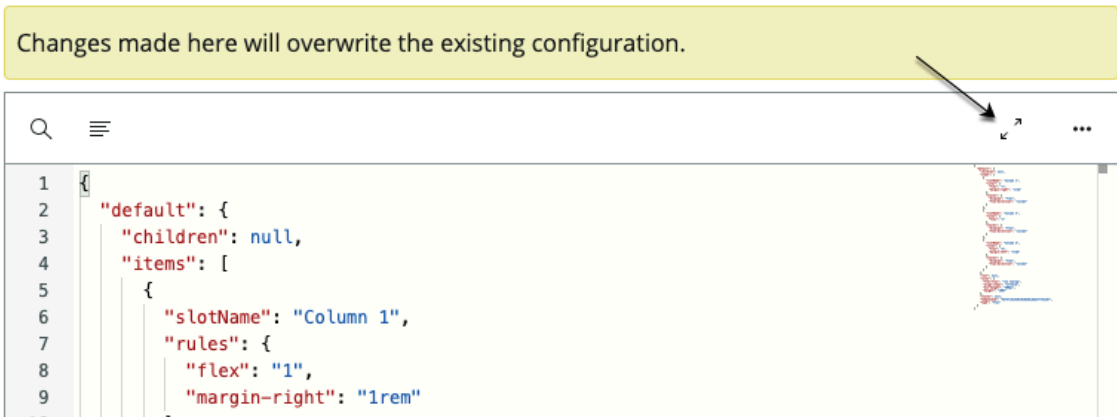 Changes made here will overwrite the existing configuration.
1 {
2 "default": {
3 "children": null,
4 "items": [
5 {
6 "slotName": "Column 1",
7 "rules": {
8 "flex": "1",
9 "margin-right": "1rem"